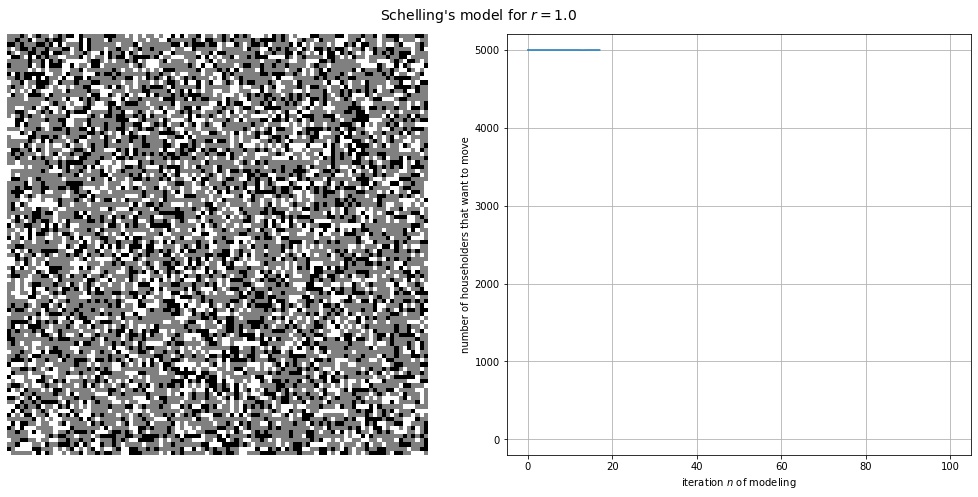 Schelling's model for r = 1.0
number of householders that want to move
5000
4000
3000
2000
1000
0
0 20 40 60 80 100
iteration n of modeling